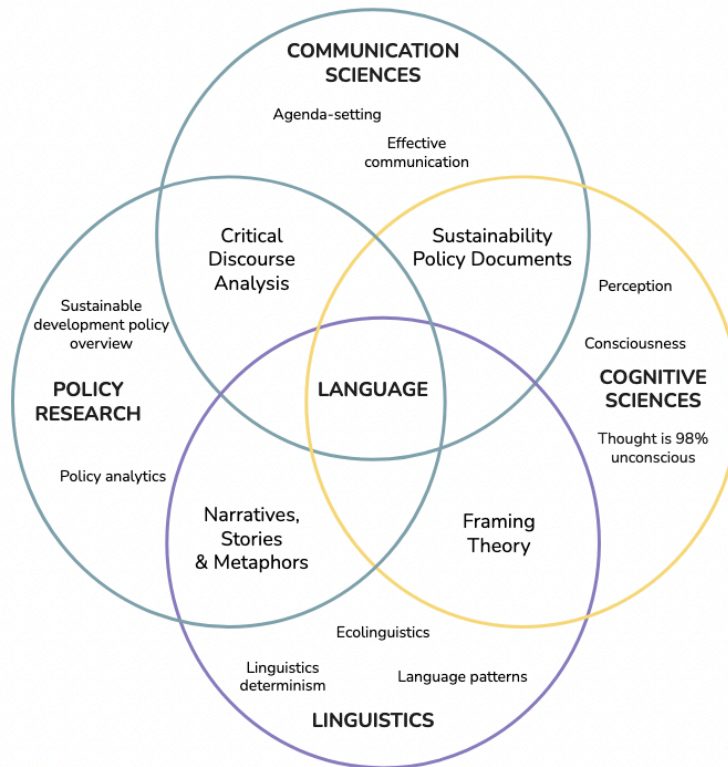 COMMUNICATION
SCIENCES
Agenda-setting
Effective
communication
Critical
Discourse
Analysis
Sustainability
Policy Documents
Perception
Sustainable
development policy
overview
Consciousness
POLICY
RESEARCH
LANGUAGE
COGNITIVE
SCIENCES
Thought is 98%
unconscious
Policy analytics
Narratives,
Stories
& Metaphors
Framing
Theory
Ecolinguistics
Linguistics
determinism
Language patterns
LINGUISTICS